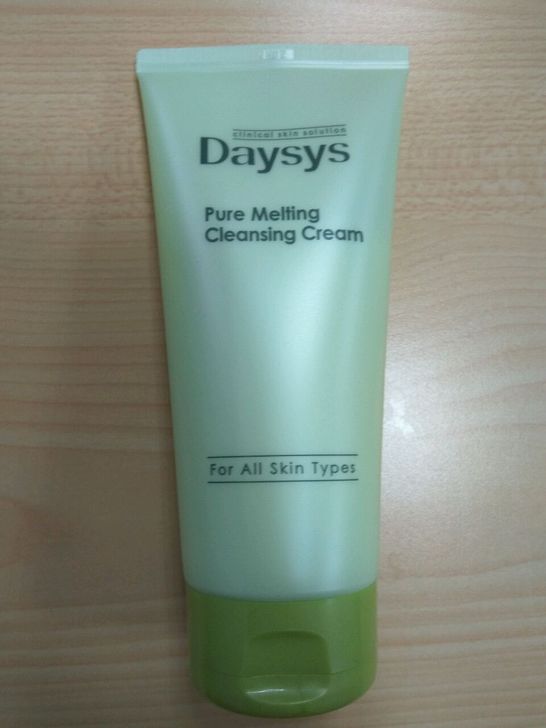 clinical skin solution
Daysys
Pure Melting
Cleansing Cream
For All Skin Types